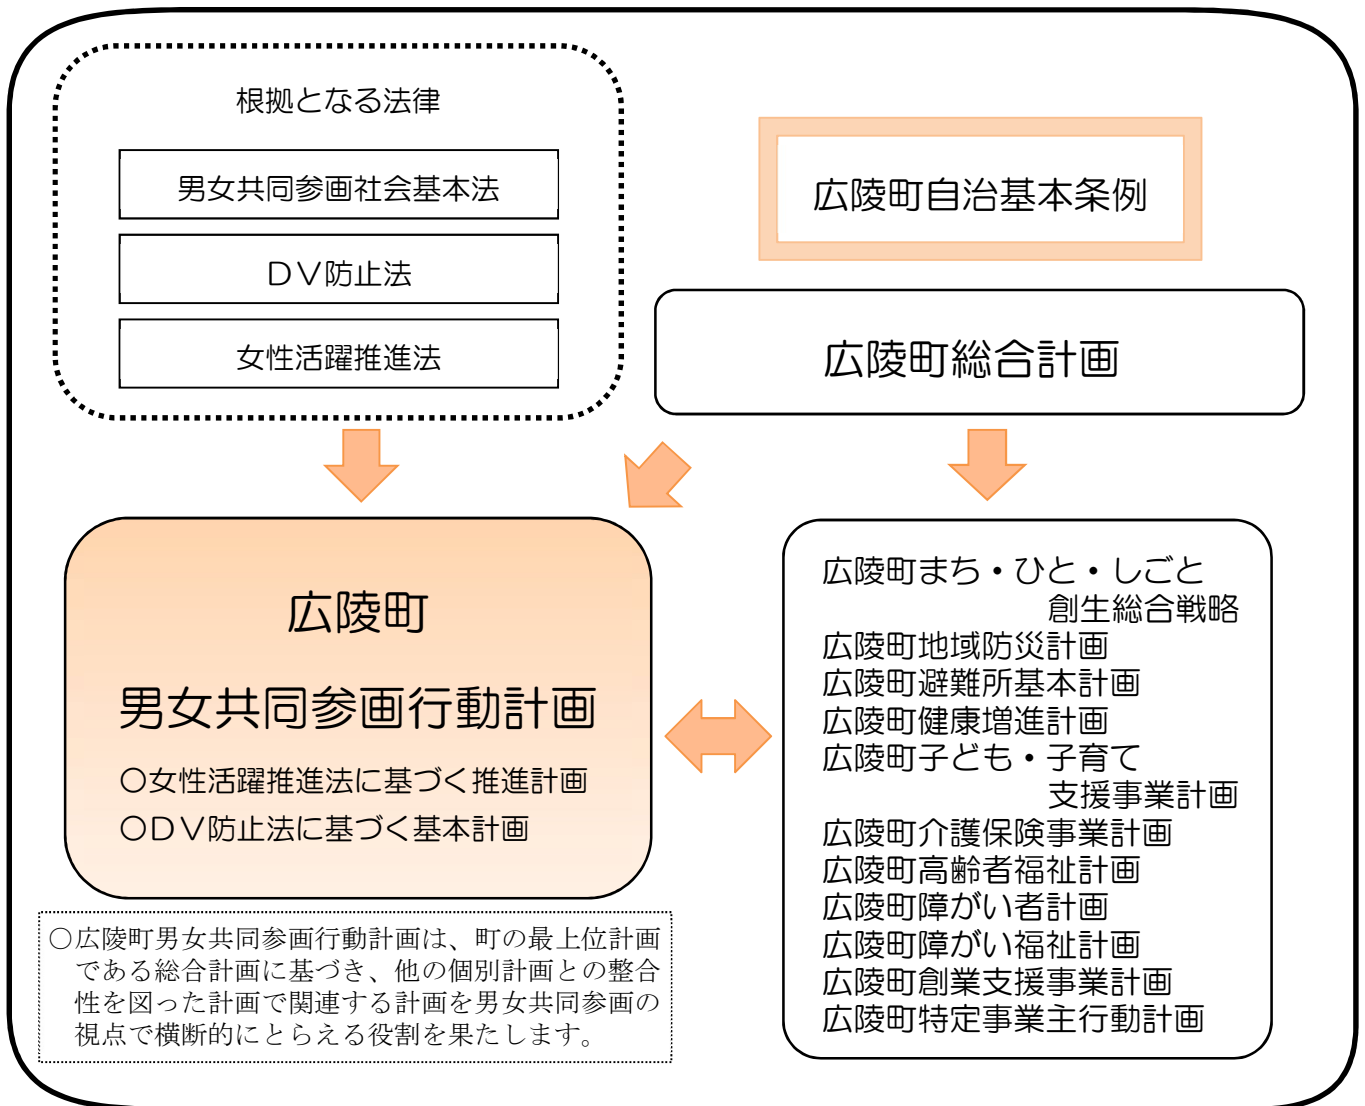 根拠となる法律
男女共同参画社会基本法
DV防止法
女性活躍推進法
広陵町自治基本条例
広陵町総合計画
広陵町
男女共同参画行動計画
○女性活躍推進法に基づく推進計画
○DV防止法に基づく基本計画
○広陵町男女共同参画行動計画は、町の最上位計画
である総合計画に基づき、他の個別計画との整合
性を図った計画で関連する計画を男女共同参画の
視点で横断的にとらえる役割を果たします。
広陵町まち・ひと・しごと
創生総合戦略
広陵町地域防災計画
広陵町避難所基本計画
広陵町健康増進計画
広陵町子ども・子育て
支援事業計画
広陵町介護保険事業計画
広陵町高齢者福祉計画
広陵町障がい者計画
広陵町障がい福祉計画
広陵町創業支援事業計画
広陵町特定事業主行動計画